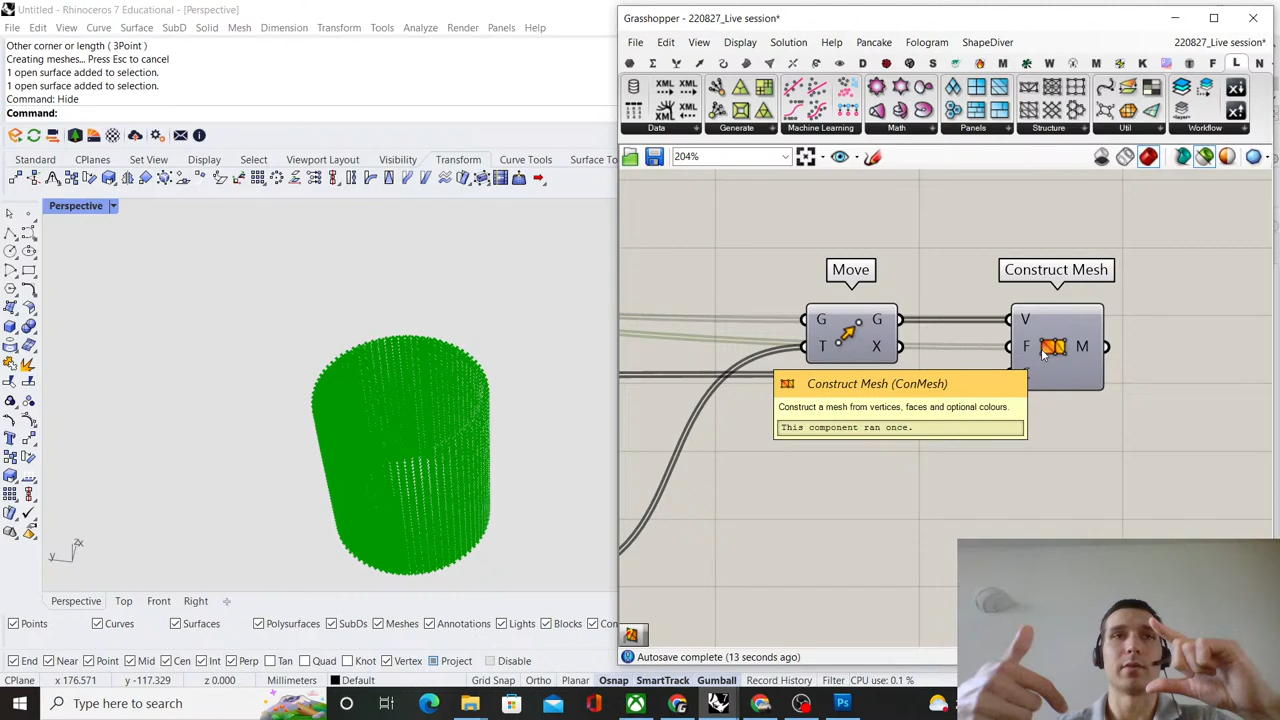 Untitled - Rhinoceros 7 Educational - [Perspective]
File Edit View Curve Surface SubD Solid Mesh Dimension Transform Tools Analyze Render Panels Help
Other corner or length ( 3Point )
Creating meshes... Press Esc to cancel
1 open surface added to selection.
1 open surface added to selection.
Command: Hide
Command:
Standard CPlanes Set View Display Select Viewport Layout Visibility Transform Curve Tools Surface To
Perspective
z
y
Perspective Top Front Right
Points Curves Surfaces Polysurfaces SubDs Meshes Annotations Lights Blocks Con
End Near Point Mid Cen Int Perp Tan Quad Knot Vertex Project Disable
CPlane x 176.571 y -117.329 z 0.000 Millimeters Default Grid Snap Ortho Planar Osnap SmartTrack Gumball Record History Filter CPU use: 0.1 %
Type here to search
Grasshopper - 220827_Live session*
File Edit View Display Solution Help Pancake Fologram ShapeDiver 220827_Live session*
D M W M K F L N
XML XML
XML XML
Data Generate Machine Learning Math Panels Structure Util Workflow
204%
Move
Construct Mesh
G G
T X
V
F M
Construct Mesh (ConMesh)
Construct a mesh from vertices, faces and optional colours.
This component ran once.
Autosave complete (13 seconds ago)
Ps